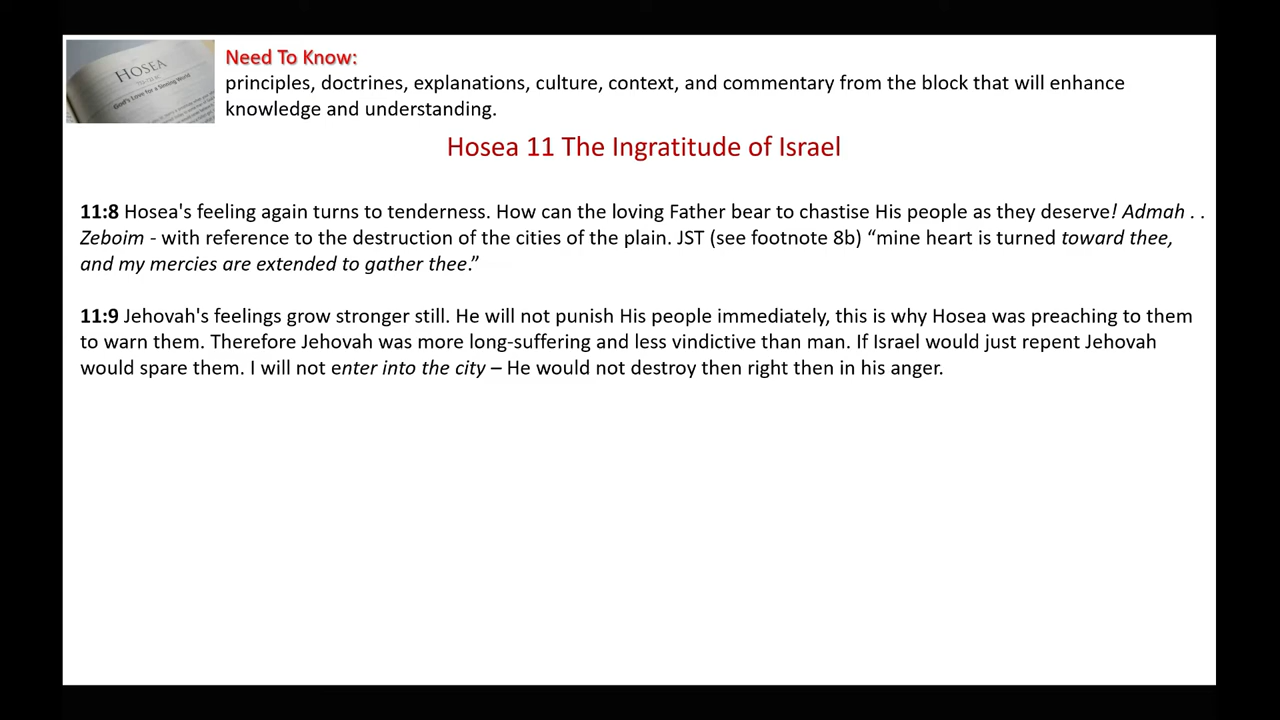 HOSEA
God's Love for a Sinning World
Need To Know:
principles, doctrines, explanations, culture, context, and commentary from the block that will enhance
knowledge and understanding.
Hosea 11 The Ingratitude of Israel
11:8 Hosea's feeling again turns to tenderness. How can the loving Father bear to chastise His people as they deserve! Admah . .
Zeboim - with reference to the destruction of the cities of the plain. JST (see footnote 8b) “mine heart is turned toward thee,
and my mercies are extended to gather thee.”
11:9 Jehovah's feelings grow stronger still. He will not punish His people immediately, this is why Hosea was preaching to them
to warn them. Therefore Jehovah was more long-suffering and less vindictive than man. If Israel would just repent Jehovah
would spare them. I will not enter into the city – He would not destroy then right then in his anger.